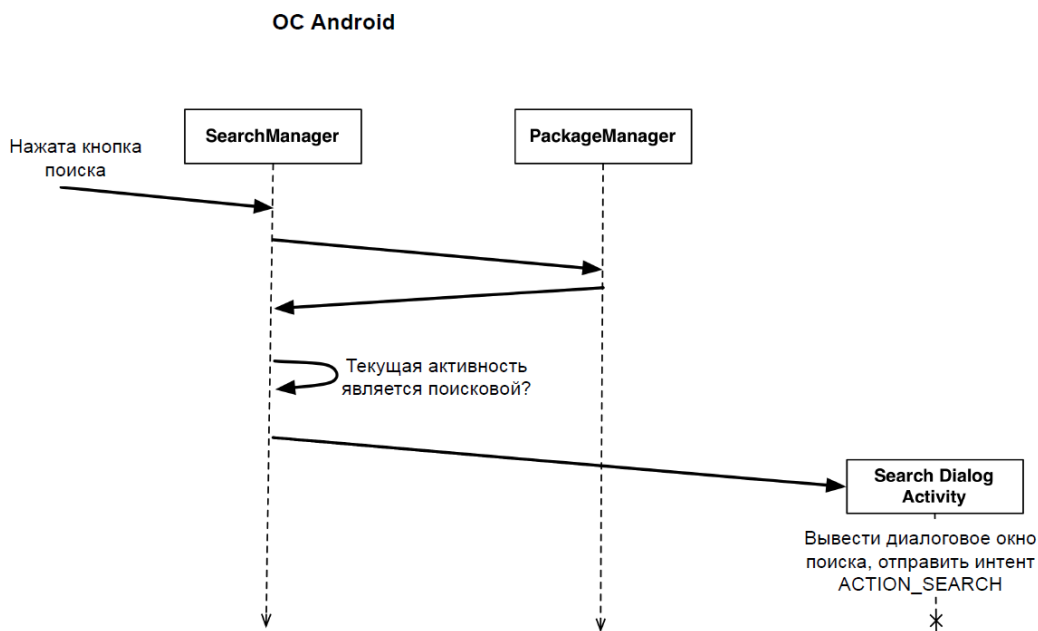 ОС Android
SearchManager
PackageManager
Нажата кнопка
поиска
Текущая активность
является поисковой?
Search Dialog
Activity
Вывести диалоговое окно
поиска, отправить интент
ACTION_SEARCH